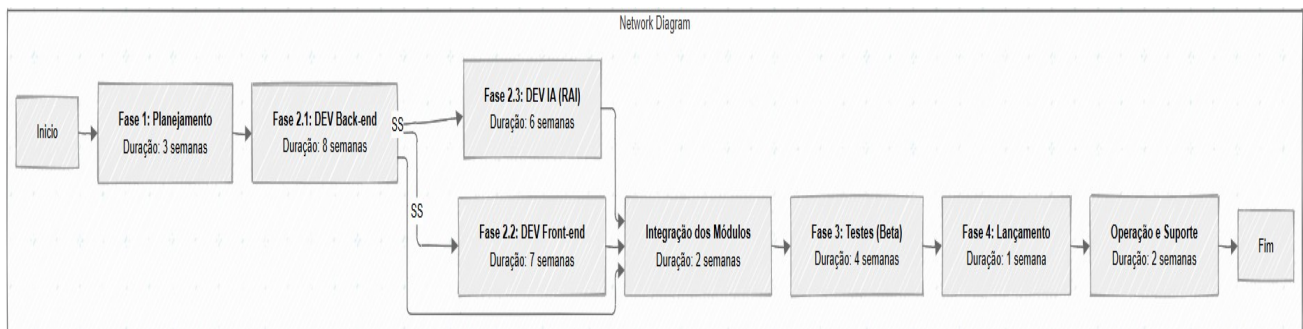 Network Diagram
Inicio
Fase 1: Planejamento
Duração: 3 semanas
Fase 2.1: DEV Back-end
Duração: 8 semanas
SS
SS
Fase 2.3: DEV IA (RAI)
Duração: 6 semanas
Fase 2.2: DEV Front-end
Duração: 7 semanas
Integração dos Módulos
Duração: 2 semanas
Fase 3: Testes (Beta)
Duração: 4 semanas
Fase 4: Lançamento
Duração: 1 semana
Operação e Suporte
Duração: 2 semanas
Fim